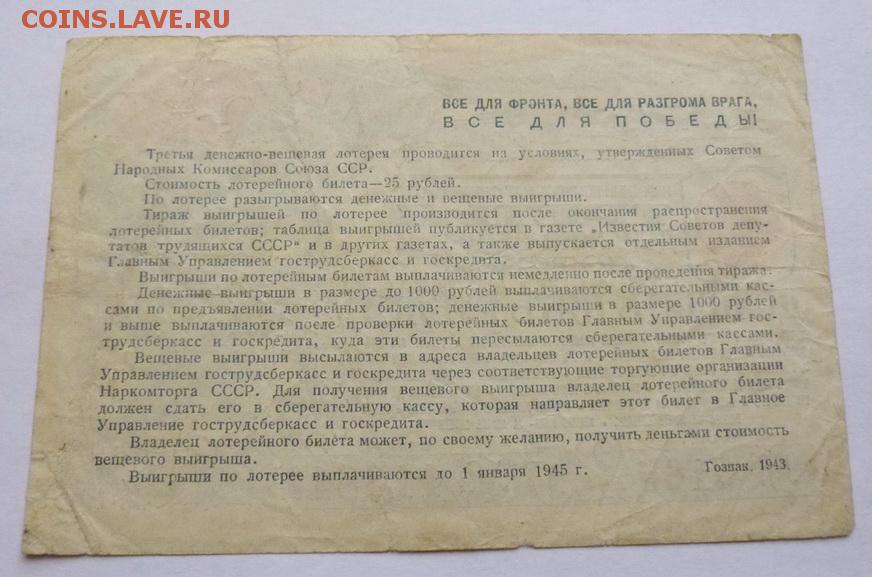 COINS.LAVE.RU
ВСЕ ДЛЯ ФРОНТА, ВСЕ ДЛЯ РАЗГРОМА ВРАГА,
ВСЕ ДЛЯ ПОБЕДЫ!
Третья денежно-вещевая лотерея проводится на условиях, утвержденных Советом
Народных Комиссаров Союза ССР.
Стоимость лотерейного билета—25 рублей.
По лотерее разыгрываются денежные и вещевые выигрыши.
Тираж выигрышей по лотерее производится после окончания распространения
лотерейных билетов; таблица выигрышей публикуется в газете „Известия Советов депу-
татов трудящихся СССР" и в других газетах, а также выпускается отдельным изданием
Главным Управлением гострудсберкасс и госкредита.
Выигрыши по лотерейным билетам выплачиваются немедленно после проведения тиража.
Денежные выигрыши в размере до 1000 рублей выплачиваются сберегательными кас-
сами по предъявлении лотерейных билетов; денежные выигрыши в размере 1000 рублей
и выше выплачиваются после проверки лотерейных билетов Главным Управлением гос-
трудсберкасс и госкредита, куда эти билеты пересылаются сберегательными кассами.
Вещевые выигрыши высылаются в адреса владельцев лотерейных билетов Главным
Управлением гострудсберкасс и госкредита через соответствующие торгующие организации
Наркомторга СССР. Для получения вещевого выигрыша владелец лотерейного билета
должен сдать его в сберегательную кассу, которая направляет этот билет в Главное
Управление гострудсберкасс и госкредита.
Владелец лотерейного билета может, по своему желанию, получить деньгами стоимость
вещевого выигрыша.
Выигрыши по лотерее выплачиваются до 1 января 1945 г. Гознак. 1943.